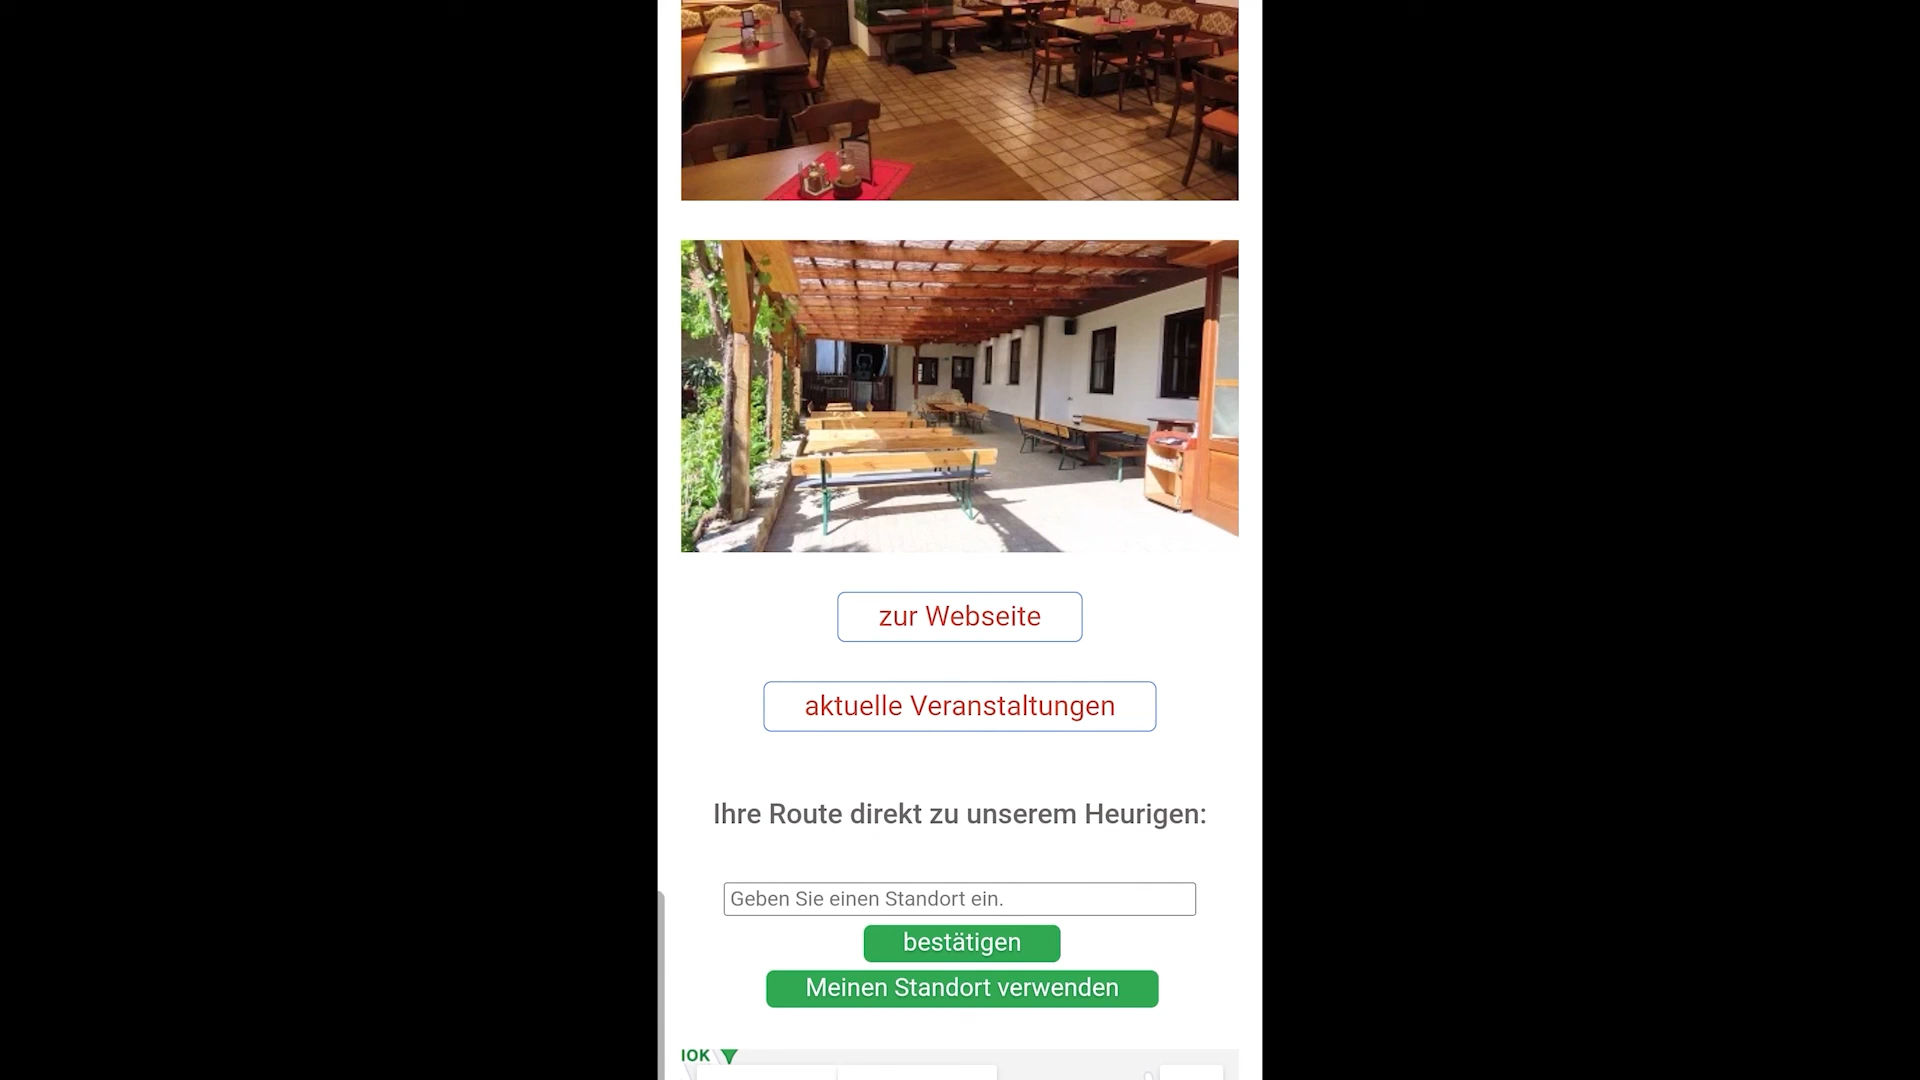 zur Webseite
aktuelle Veranstaltungen
Ihre Route direkt zu unserem Heurigen:
Geben Sie einen Standort ein.
bestätigen
Meinen Standort verwenden
IOK